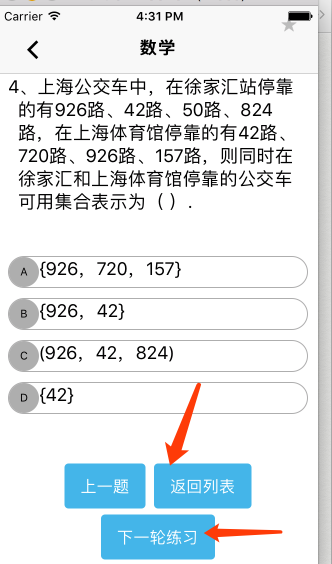 Carrier 4:31 PM
数学
4、上海公交车中，在徐家汇站停靠
的有926路、42路、50路、824
路，在上海体育馆停靠的有42路、
720路、926路、157路，则同时在
徐家汇和上海体育馆停靠的公交车
可用集合表示为（ ）.
A {926，720，157}
B {926，42}
C (926，42，824)
D {42}
上一题 返回列表
下一轮练习